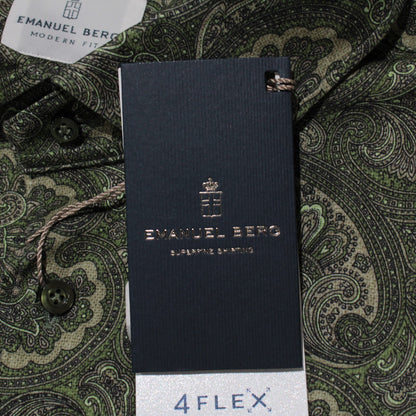 EMANUEL BERG
MODERN FIT
EMANUEL BERG
SUPERFINE SHIRTING
4FLEX